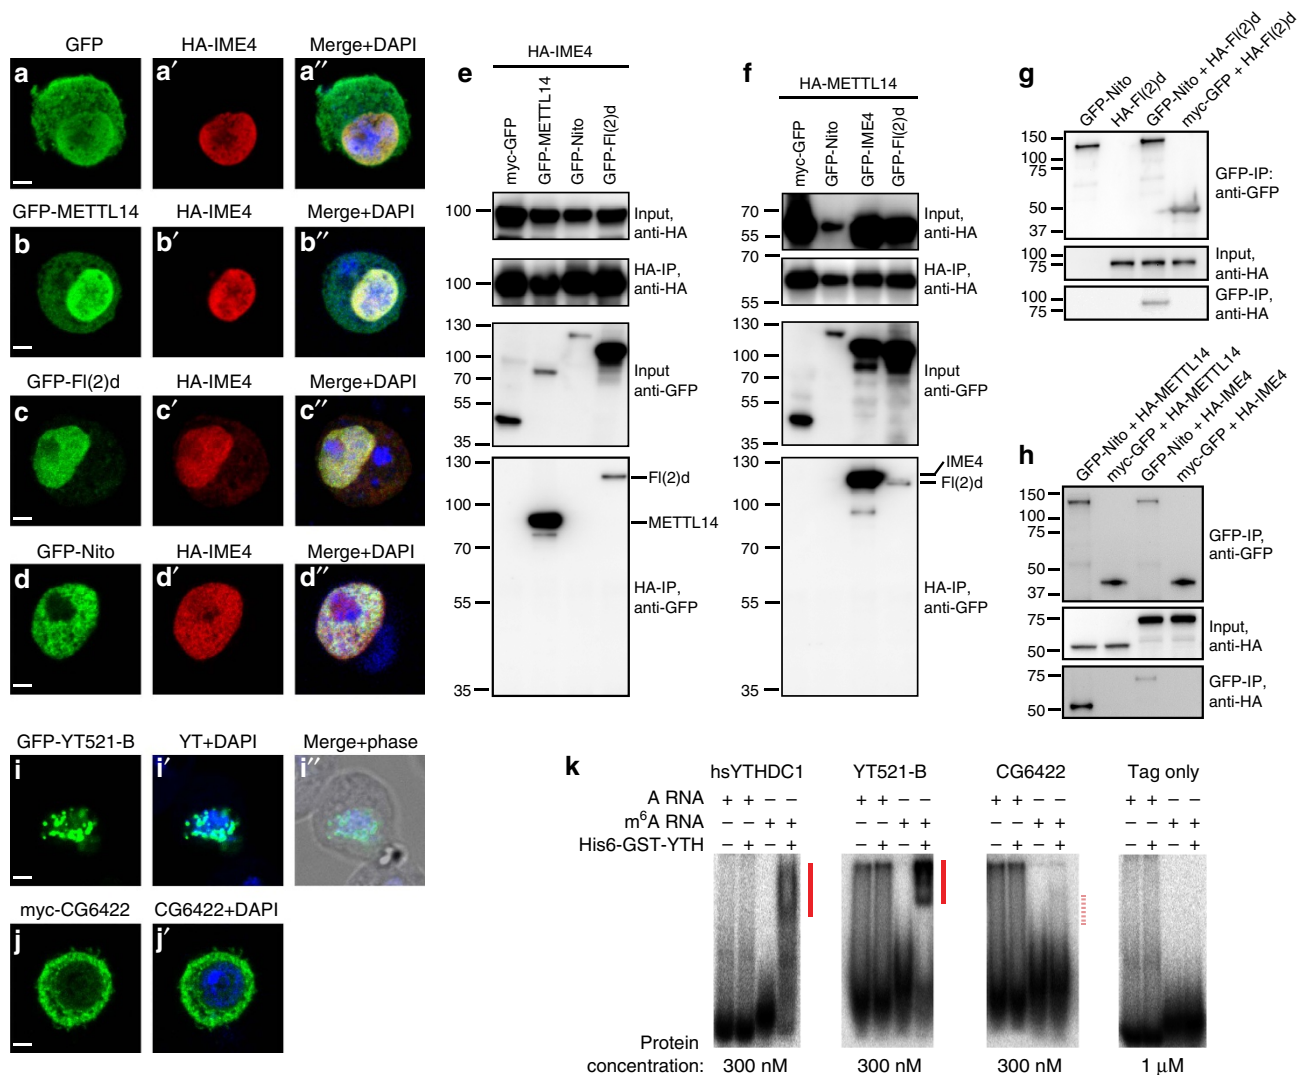 GFP HA-IME4 Merge+DAPI
a a′ a″
GFP-METTL14 HA-IME4 Merge+DAPI
b b′ b″
GFP-Fl(2)d HA-IME4 Merge+DAPI
c c′ c″
GFP-Nito HA-IME4 Merge+DAPI
d d′ d″
e
HA-IME4
myc-GFP GFP-METTL14 GFP-Nito GFP-Fl(2)d
100
Input,
anti-HA
100
HA-IP,
anti-HA
130
100
70
55
35
Input
anti-GFP
130
100
70
55
35
Fl(2)d
METTL14
HA-IP,
anti-GFP
f
HA-METTL14
myc-GFP GFP-Nito GFP-IME4 GFP-Fl(2)d
70
55
Input,
anti-HA
70
55
HA-IP,
anti-HA
130
100
70
55
35
Input
anti-GFP
130
100
70
55
35
IME4
Fl(2)d
HA-IP,
anti-GFP
g
GFP-Nito
HA-Fl(2)d
GFP-Nito + HA-Fl(2)d
myc-GFP + HA-Fl(2)d
150
100
75
50
37
GFP-IP:
anti-GFP
100
75
Input,
anti-HA
100
75
GFP-IP,
anti-HA
h
GFP-Nito + HA-METTL14
myc-GFP + HA-METTL14
GFP-Nito + HA-IME4
myc-GFP + HA-IME4
150
100
75
50
37
GFP-IP,
anti-GFP
75
50
Input,
anti-HA
75
50
GFP-IP,
anti-HA
GFP-YT521-B YT+DAPI Merge+phase
i i′ i″
myc-CG6422 CG6422+DAPI
j j′
k
hsYTHDC1 YT521-B CG6422 Tag only
A RNA + + − − + + − − + + − − + + − −
m⁶A RNA − − + + − − + + − − + + − − + +
His6-GST-YTH − + − + − + − + − + − + − + − +
Protein
concentration: 300 nM 300 nM 300 nM 1 μM